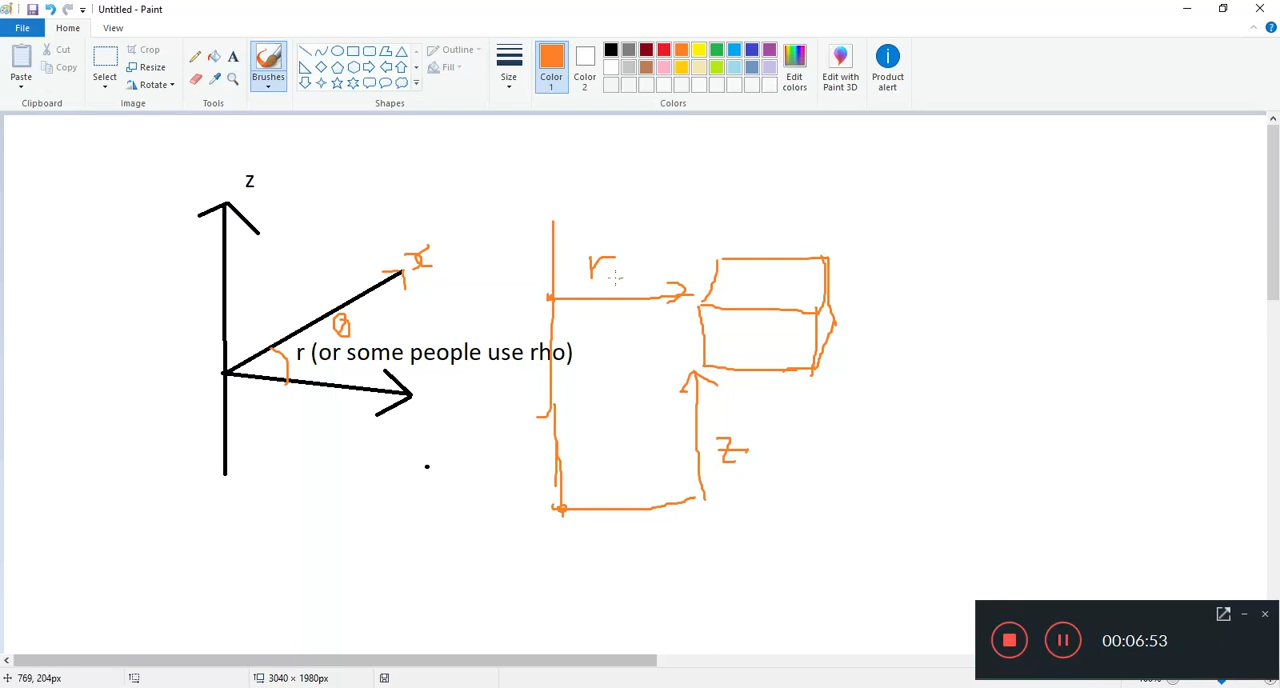 Untitled - Paint
File
Home
View
Paste
Cut
Copy
Clipboard
Select
Crop
Resize
Rotate
Image
Tools
Brushes
Shapes
Outline
Fill
Size
Color 1
Color 2
Colors
Edit colors
Edit with Paint 3D
Product alert
z
x
θ
r (or some people use rho)
r
z
00:06:53
769, 204px
3040 × 1980px